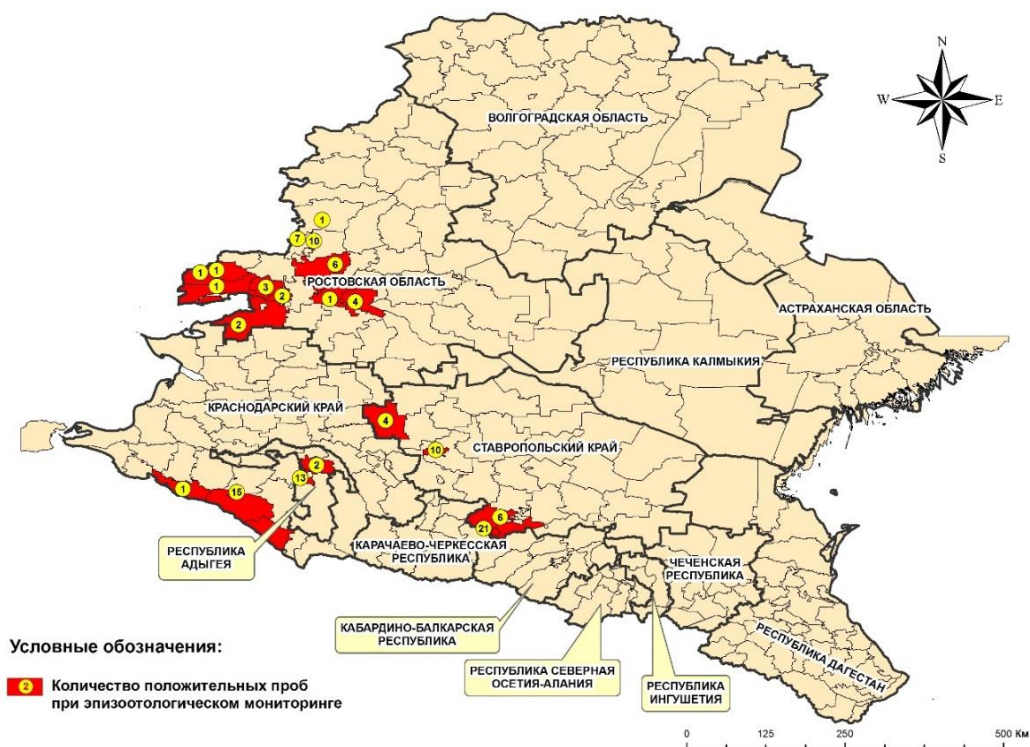 N
W E
S
ВОЛГОГРАДСКАЯ ОБЛАСТЬ
1
7 10
6
1 1
1
3
2
РОСТОВСКАЯ ОБЛАСТЬ
1 4
2
АСТРАХАНСКАЯ ОБЛАСТЬ
РЕСПУБЛИКА КАЛМЫКИЯ
КРАСНОДАРСКИЙ КРАЙ
4
10
СТАВРОПОЛЬСКИЙ КРАЙ
2
13
1
15
6
21
РЕСПУБЛИКА
АДЫГЕЯ
КАРАЧАЕВО-ЧЕРКЕССКАЯ
РЕСПУБЛИКА
ЧЕЧЕНСКАЯ
РЕСПУБЛИКА
КАБАРДИНО-БАЛКАРСКАЯ
РЕСПУБЛИКА
РЕСПУБЛИКА СЕВЕРНАЯ
ОСЕТИЯ-АЛАНИЯ
РЕСПУБЛИКА
ИНГУШЕТИЯ
РЕСПУБЛИКА ДАГЕСТАН
Условные обозначения:
2 Количество положительных проб
при эпизоотологическом мониторинге
0 125 250 500 Км